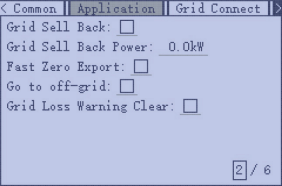 < Common Application Grid Connect >
Grid Sell Back:
Grid Sell Back Power: 0.0kW
Fast Zero Export:
Go to off-grid:
Grid Loss Warning Clear:
2 / 6